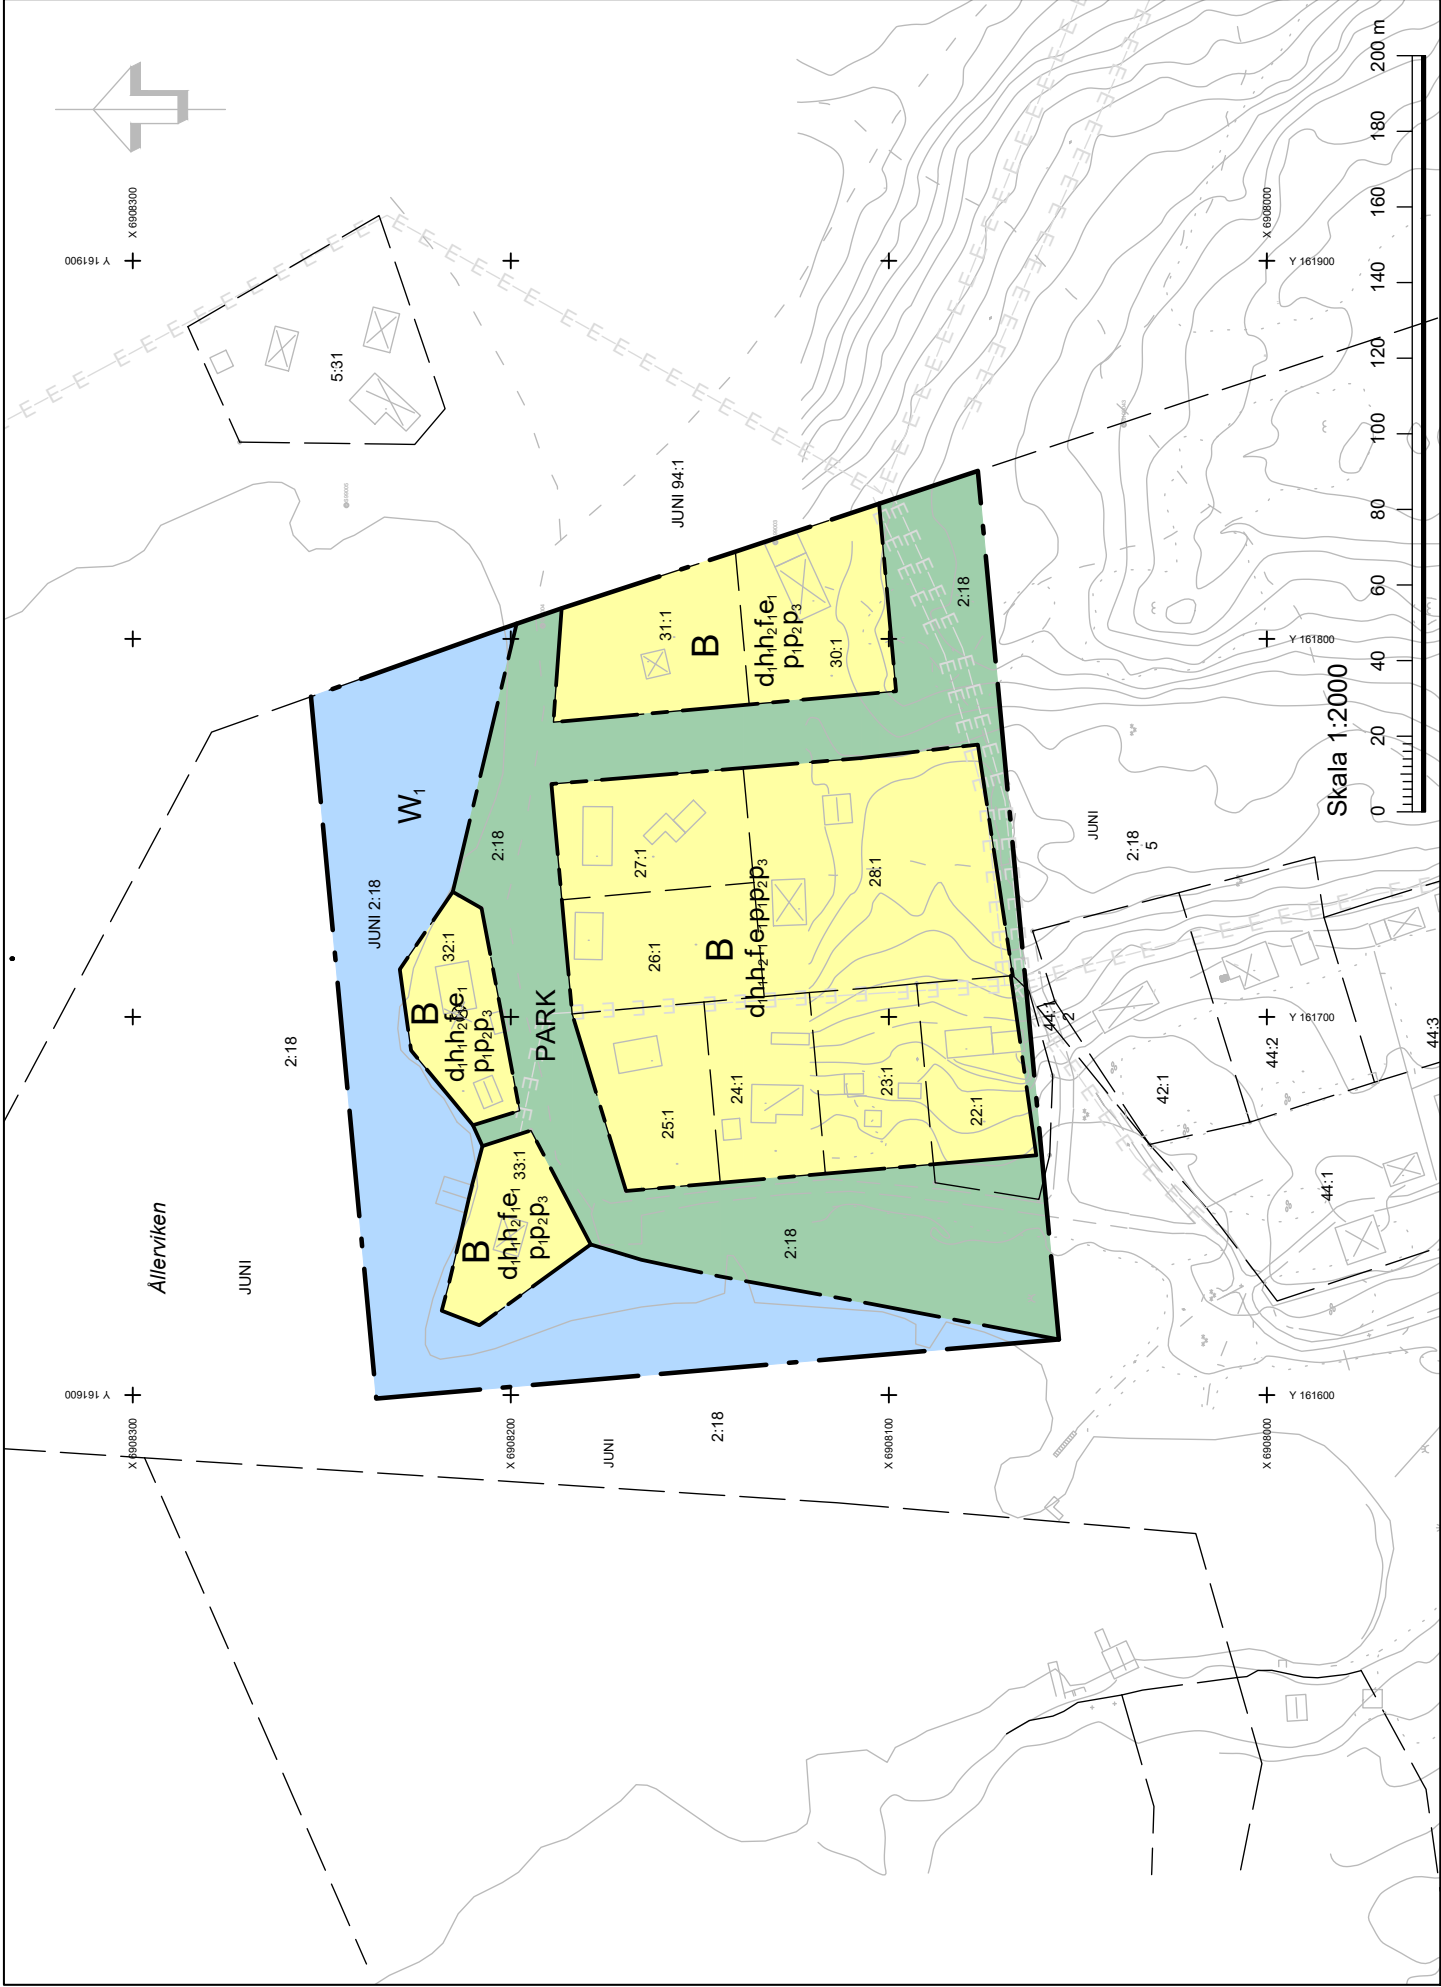 Ållerviken
JUNI
2:18
JUNI 2:18
W1
5:31
JUNI 94:1
Y 161600
X 6908300
Y 161900
X 6908300
B
d1h1h2f1e1
p1p2p3
33:1
B
d1h1h2f1e1
p1p2p3
32:1
2:18
PARK
25:1
26:1
27:1
24:1
23:1
22:1
28:1
B
d1h1h2f1e1p1p2p3
31:1
B
d1h1h2f1e1
p1p2p3
30:1
2:18
2:18
X 6908200
JUNI
2:18
X 6908100
X 6908000
Y 161600
44:1
2
42:1
44:2
44:1
44:3
Y 161700
JUNI
2:18
5
Y 161800
X 6908000
Y 161900
Skala 1:2000
0 20 40 60 80 100 120 140 160 180 200 m